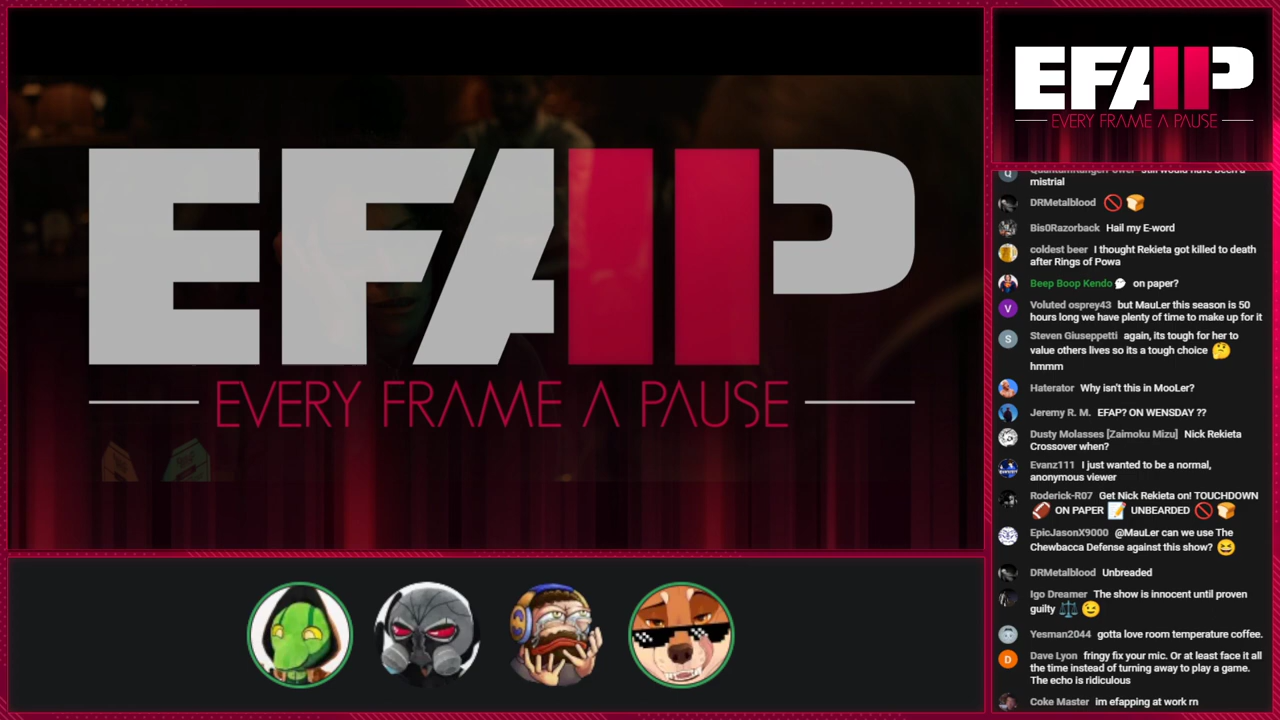 EFAP
EVERY FRAME A PAUSE
EFAP
EVERY FRAME A PAUSE
mistrial
DRMetalblood 🚫 🍞
Bis0Razorback Hail my E-word
coldest beer I thought Rekieta got killed to death
after Rings of Powa
Beep Boop Kendo on paper?
Voluted osprey43 but MauLer this season is 50
hours long we have plenty of time to make up for it
Steven Giuseppetti again, its tough for her to
value others lives so its a tough choice 🤔
hmmm
Haterator Why isn't this in MooLer?
Jeremy R. M. EFAP? ON WENSDAY ??
Dusty Molasses [Zaimoku Mizu] Nick Rekieta
Crossover when?
Evanz111 I just wanted to be a normal,
anonymous viewer
Roderick-R07 Get Nick Rekieta on! TOUCHDOWN
🏈 ON PAPER 📝 UNBEARDED 🚫 🍞
EpicJasonX9000 @MauLer can we use The
Chewbacca Defense against this show? 😆
DRMetalblood Unbreaded
Igo Dreamer The show is innocent until proven
guilty ⚖️ 😉
Yesman2044 gotta love room temperature coffee.
Dave Lyon fringy fix your mic. Or at least face it all
the time instead of turning away to play a game.
The echo is ridiculous
Coke Master im efapping at work rn